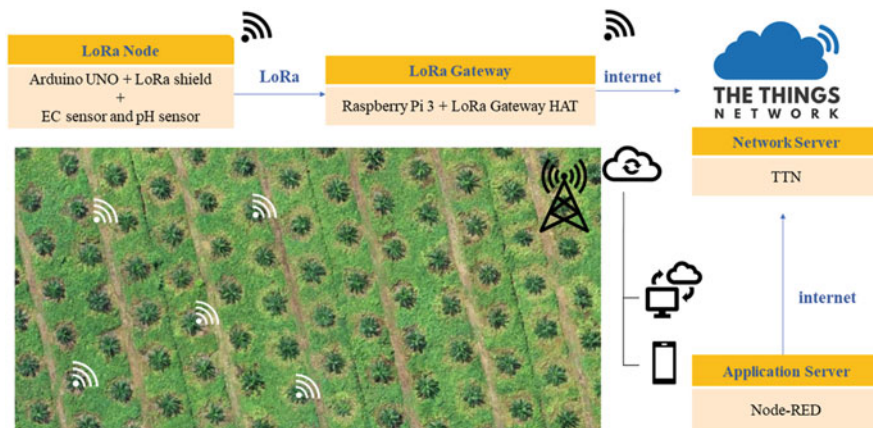 LoRa Node
Arduino UNO + LoRa shield
+
EC sensor and pH sensor
LoRa
LoRa Gateway
Raspberry Pi 3 + LoRa Gateway HAT
internet
THE THINGS
NETWORK
Network Server
TTN
internet
Application Server
Node-RED